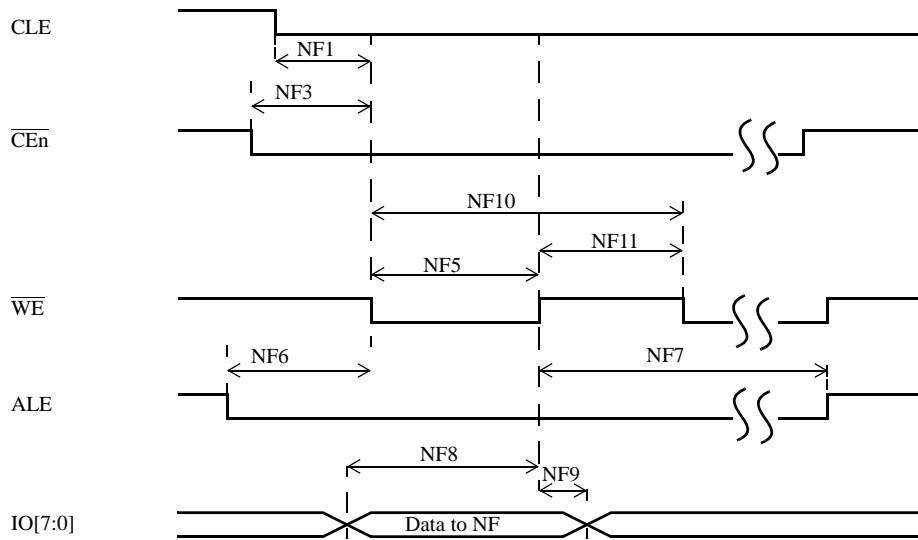 CLE
NF1
NF3
CEn
NF10
NF11
NF5
WE
NF6
NF7
ALE
NF8
NF9
IO[7:0]
Data to NF